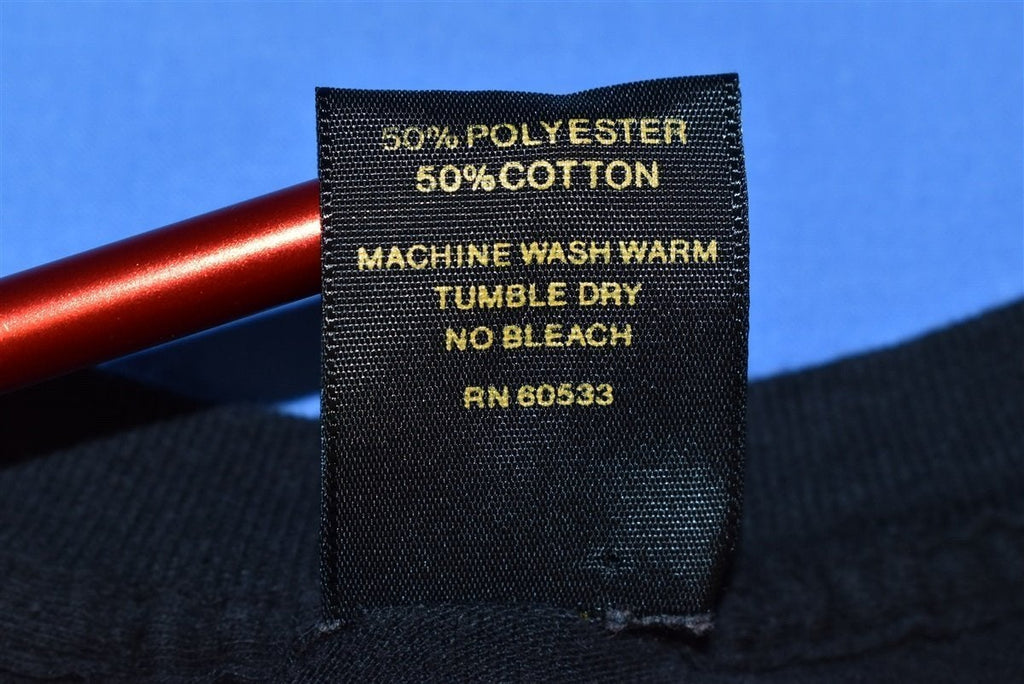 50% POLYESTER
50% COTTON
MACHINE WASH WARM
TUMBLE DRY
NO BLEACH
RN 60533